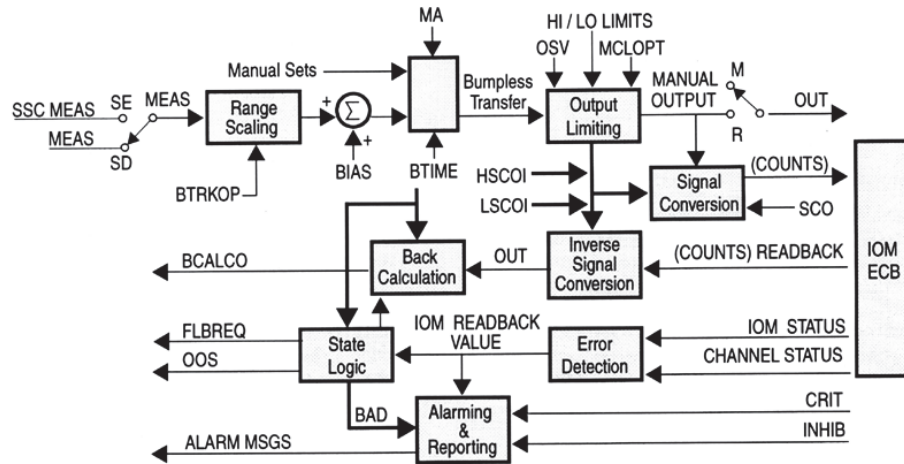 MA
HI / LO LIMITS
OSV
MCLOPT
Manual Sets
Bumpless
Transfer
MANUAL
OUTPUT
M
OUT
SSC MEAS
SE
MEAS
Range
Scaling
+
Σ
+
Output
Limiting
R
MEAS
SD
BTRKOP
BIAS
BTIME
HSCOI
LSCOI
Signal
Conversion
(COUNTS)
SCO
IOM
ECB
BCALCO
Back
Calculation
OUT
Inverse
Signal
Conversion
(COUNTS) READBACK
FLBREQ
OOS
State
Logic
IOM READBACK
VALUE
Error
Detection
IOM STATUS
CHANNEL STATUS
BAD
Alarming
&
Reporting
CRIT
INHIB
ALARM MSGS